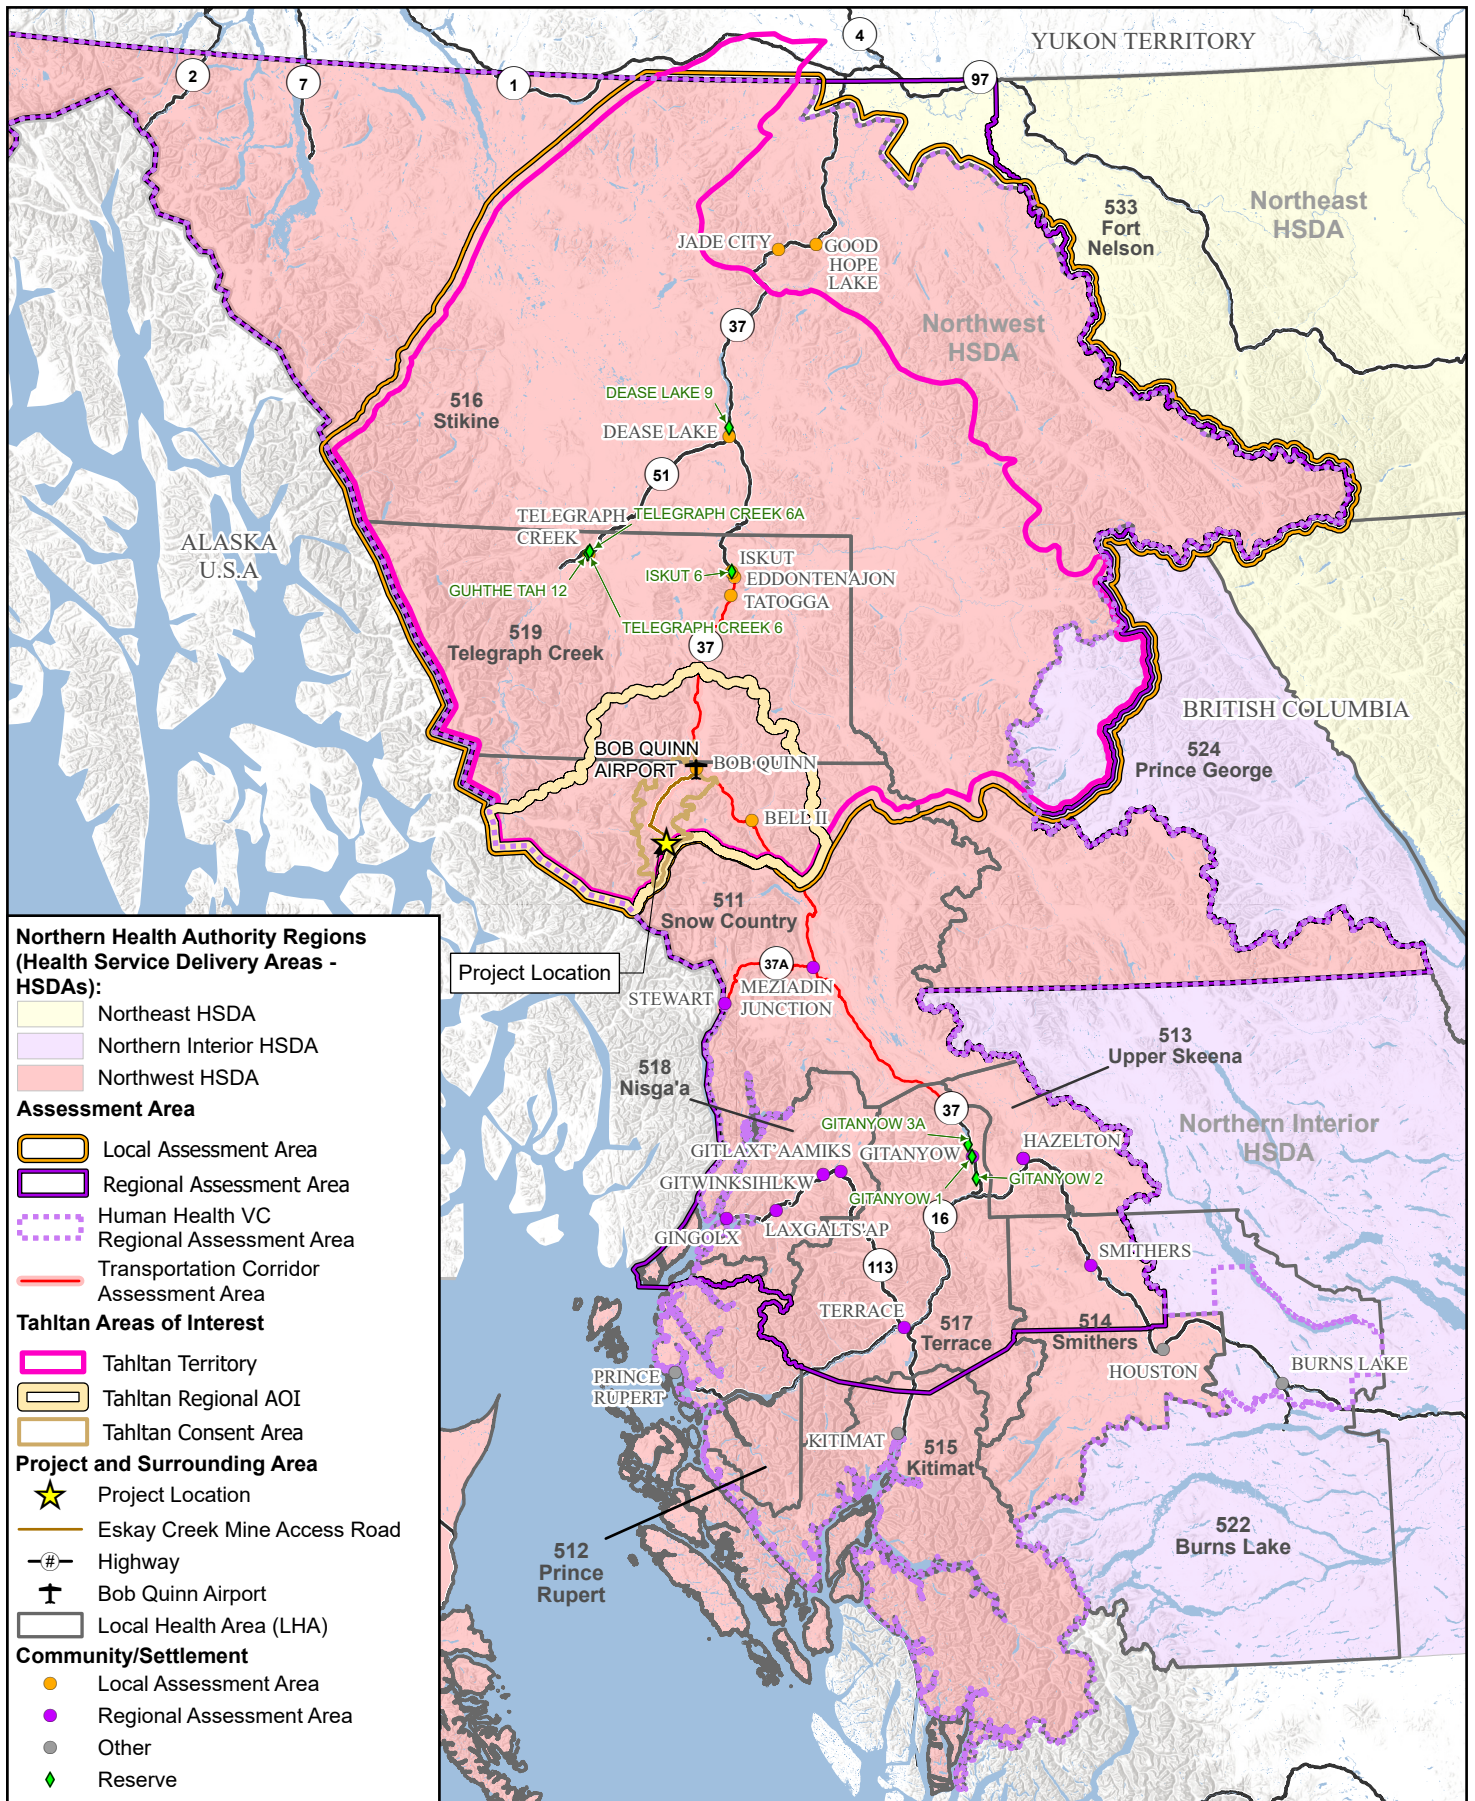 4
YUKON TERRITORY
2
7
1
97
533
Fort
Nelson
Northeast
HSDA
JADE CITY
GOOD
HOPE
LAKE
37
Northwest
HSDA
516
Stikine
DEASE LAKE 9
DEASE LAKE
51
TELEGRAPH
CREEK
TELEGRAPH CREEK 6A
ALASKA
U.S.A
ISKUT
ISKUT 6
EDDONTENAJON
GUHTHE TAH 12
TATOGGA
519
Telegraph Creek
TELEGRAPH CREEK 6
37
BRITISH COLUMBIA
524
Prince George
BOB QUINN
AIRPORT
BOB QUINN
BELL II
511
Snow Country
Project Location
37A
STEWART
MEZIADIN
JUNCTION
513
Upper Skeena
518
Nisga'a
37
GITANYOW 3A
GITLAXT'AAMIKS
GITANYOW
HAZELTON
Northern Interior
HSDA
GITWINKSIHLKW
GITANYOW 1
GITANYOW 2
16
GINGOLX
LAXGALTS'AP
SMITHERS
113
TERRACE
517
Terrace
514
Smithers
HOUSTON
BURNS LAKE
PRINCE
RUPERT
KITIMAT
515
Kitimat
522
Burns Lake
512
Prince
Rupert
Northern Health Authority Regions
(Health Service Delivery Areas -
HSDAs):
Northeast HSDA
Northern Interior HSDA
Northwest HSDA
Assessment Area
Local Assessment Area
Regional Assessment Area
Human Health VC
Regional Assessment Area
Transportation Corridor
Assessment Area
Tahltan Areas of Interest
Tahltan Territory
Tahltan Regional AOI
Tahltan Consent Area
Project and Surrounding Area
Project Location
Eskay Creek Mine Access Road
# Highway
Bob Quinn Airport
Local Health Area (LHA)
Community/Settlement
Local Assessment Area
Regional Assessment Area
Other
Reserve